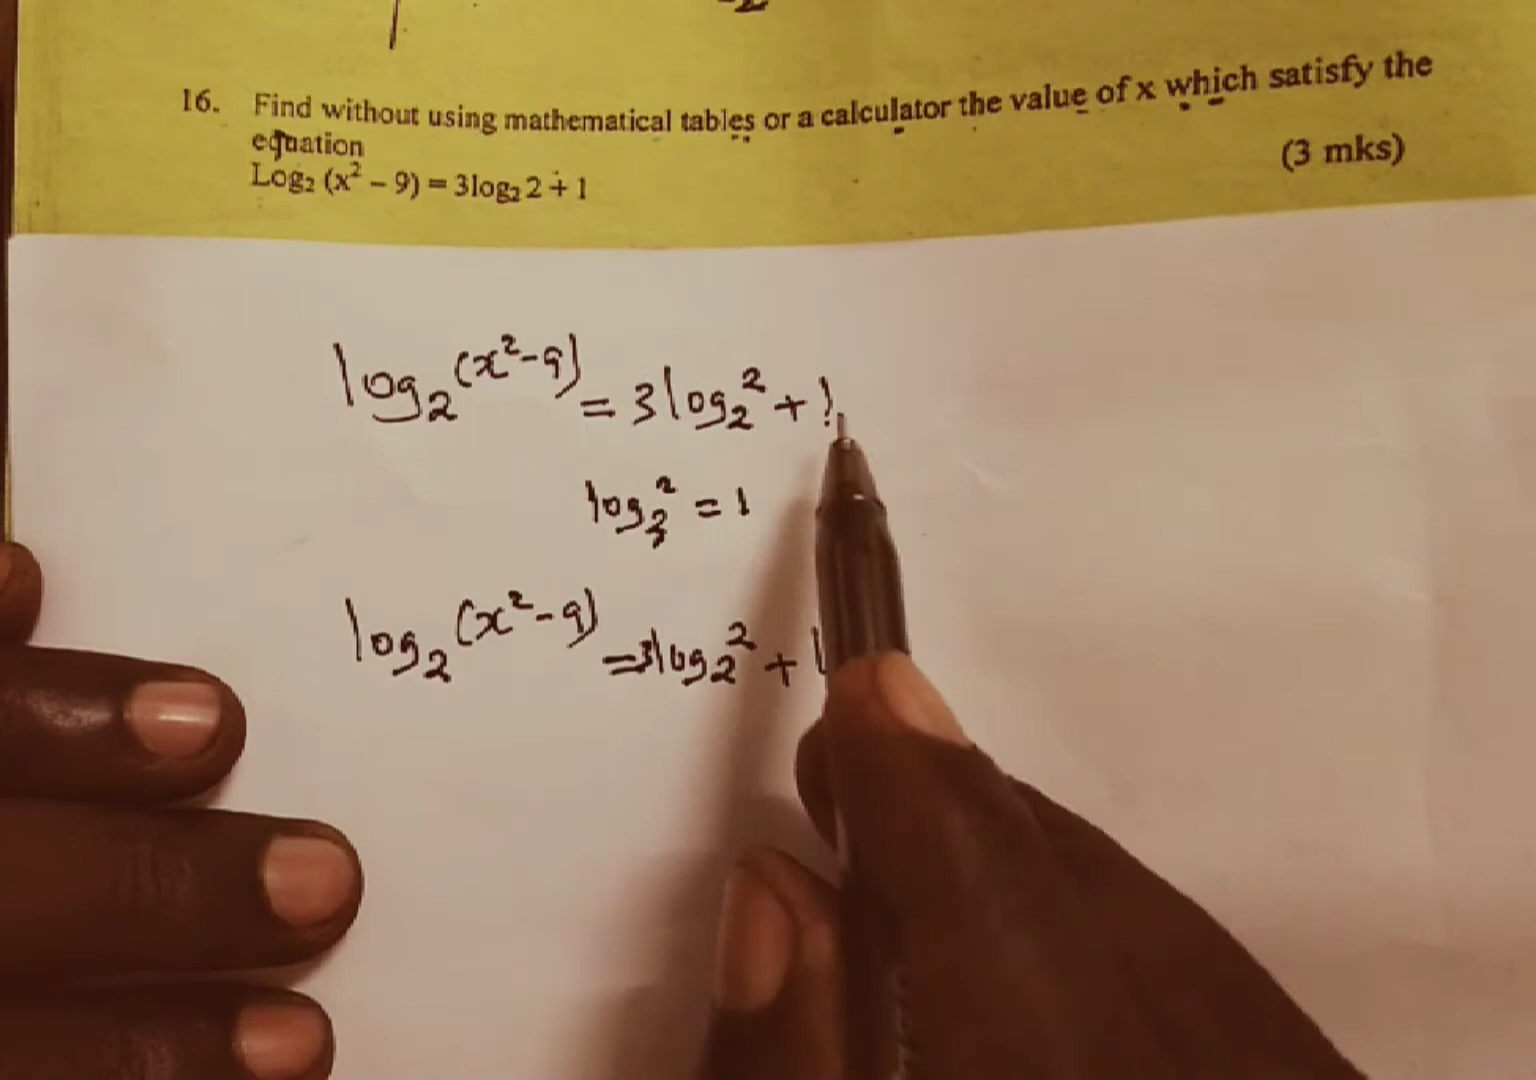 16. Find without using mathematical tables or a calculator the value of x which satisfy the
equation
(3 mks)
Log₂ (x² – 9) = 3log₂ 2 + 1
log₂(x²-9) = 3log₂² + 1
log₂² = 1
log₂(x²-9) = 3log₂² + 1